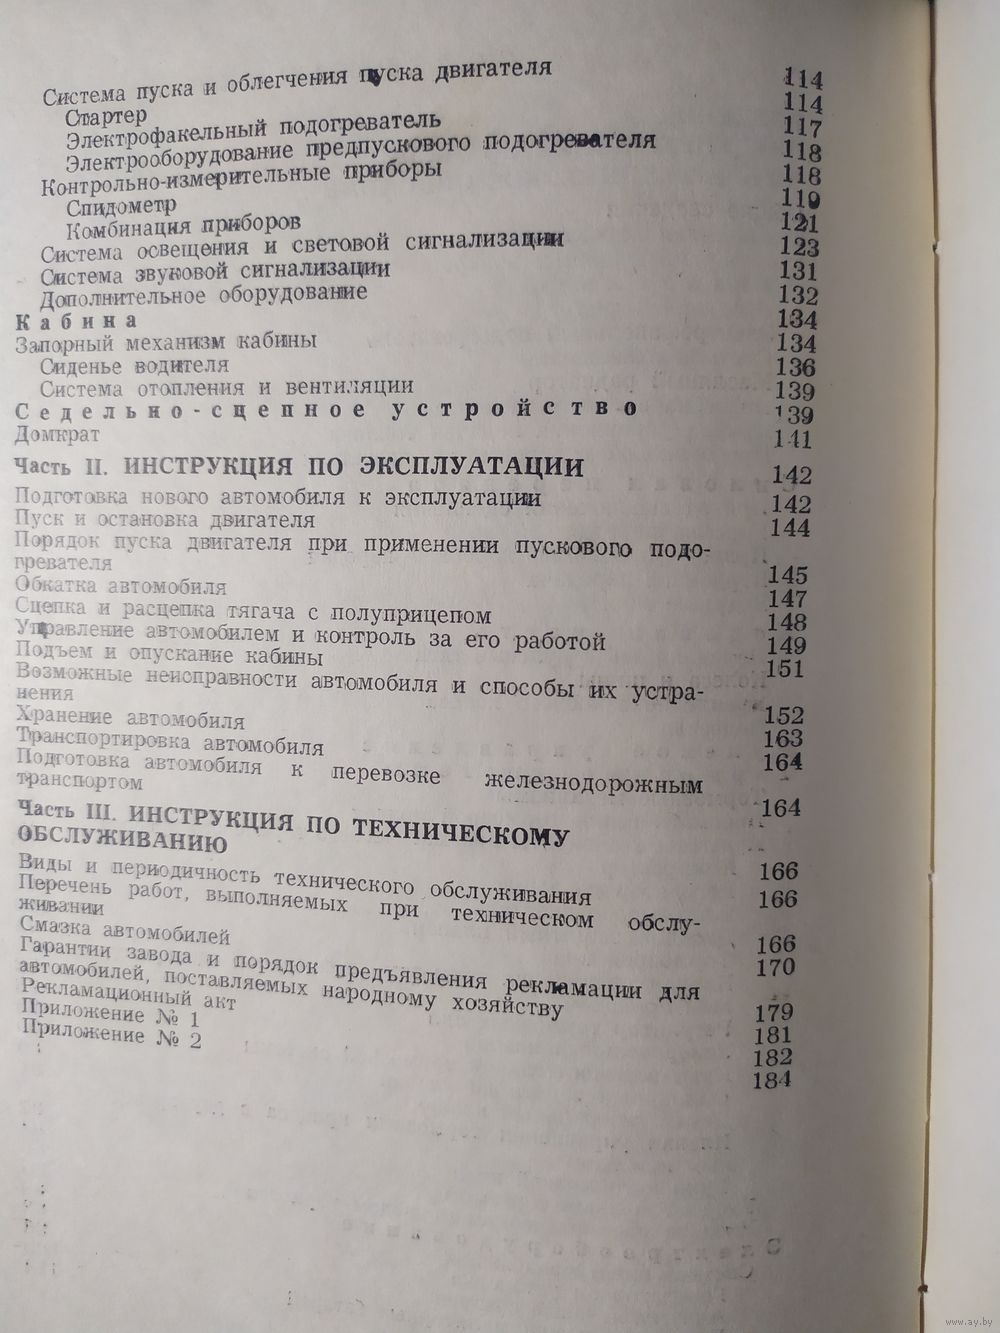 Система пуска и облегчения пуска двигателя 114
Стартер 114
Электрофакельный подогреватель 117
Электрооборудование предпускового подогревателя 118
Контрольно-измерительные приборы 118
Спидометр 119
Комбинация приборов 121
Система освещения и световой сигнализации 123
Система звуковой сигнализации 131
Дополнительное оборудование 132
Кабина 134
Запорный механизм кабины 134
Сиденье водителя 136
Система отопления и вентиляции 139
Седельно-сцепное устройство 139
Домкрат 141
Часть II. ИНСТРУКЦИЯ ПО ЭКСПЛУАТАЦИИ 142
Подготовка нового автомобиля к эксплуатации 142
Пуск и остановка двигателя 144
Порядок пуска двигателя при применении пускового подо-
гревателя 145
Обкатка автомобиля 147
Сцепка и расцепка тягача с полуприцепом 148
Управление автомобилем и контроль за его работой 149
Подъем и опускание кабины 151
Возможные неисправности автомобиля и способы их устра-
нения 152
Хранение автомобиля 163
Транспортировка автомобиля 164
Подготовка автомобиля к перевозке железнодорожным
транспортом 164
Часть III. ИНСТРУКЦИЯ ПО ТЕХНИЧЕСКОМУ
ОБСЛУЖИВАНИЮ 166
Виды и периодичность технического обслуживания 166
Перечень работ, выполняемых при техническом обслу-
живании 166
Смазка автомобилей 170
Гарантии завода и порядок предъявления рекламации для
автомобилей, поставляемых народному хозяйству 179
Рекламационный акт 181
Приложение № 1 182
Приложение № 2 184
www.ay.by